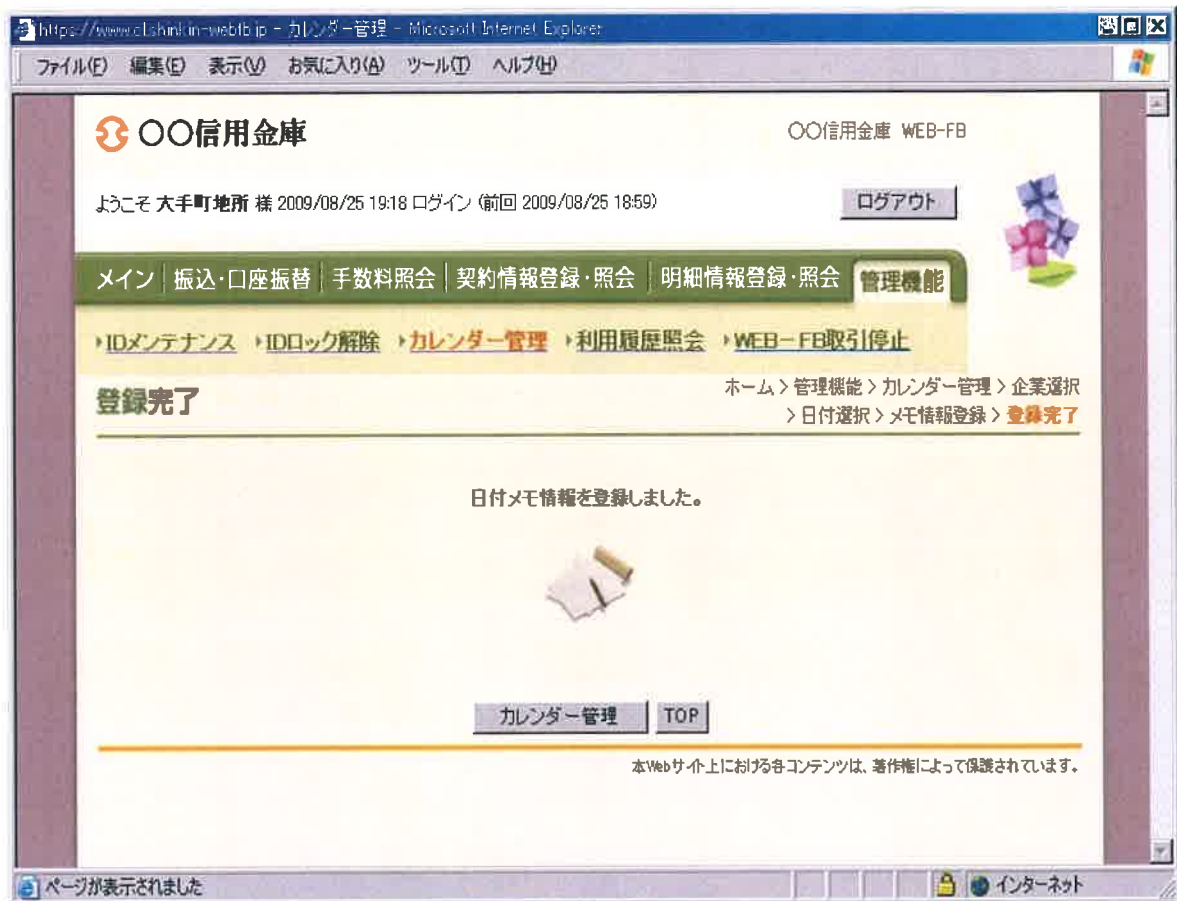 https://www.cl.shinkin-webfb.jp - カレンダー管理 - Microsoft Internet Explorer
ファイル(F) 編集(E) 表示(V) お気に入り(A) ツール(T) ヘルプ(H)
〇〇信用金庫
〇〇信用金庫 WEB-FB
ようこそ 大手町地所 様 2009/08/25 19:18 ログイン (前回 2009/08/25 18:59)
ログアウト
メイン 振込・口座振替 手数料照会 契約情報登録・照会 明細情報登録・照会 管理機能
IDメンテナンス IDロック解除 カレンダー管理 利用履歴照会 WEB－FB取引停止
登録完了
ホーム > 管理機能 > カレンダー管理 > 企業選択
> 日付選択 > メモ情報登録 > 登録完了
日付メモ情報を登録しました。
カレンダー管理 TOP
本Webサイト上における各コンテンツは、著作権によって保護されています。
ページが表示されました
インターネット